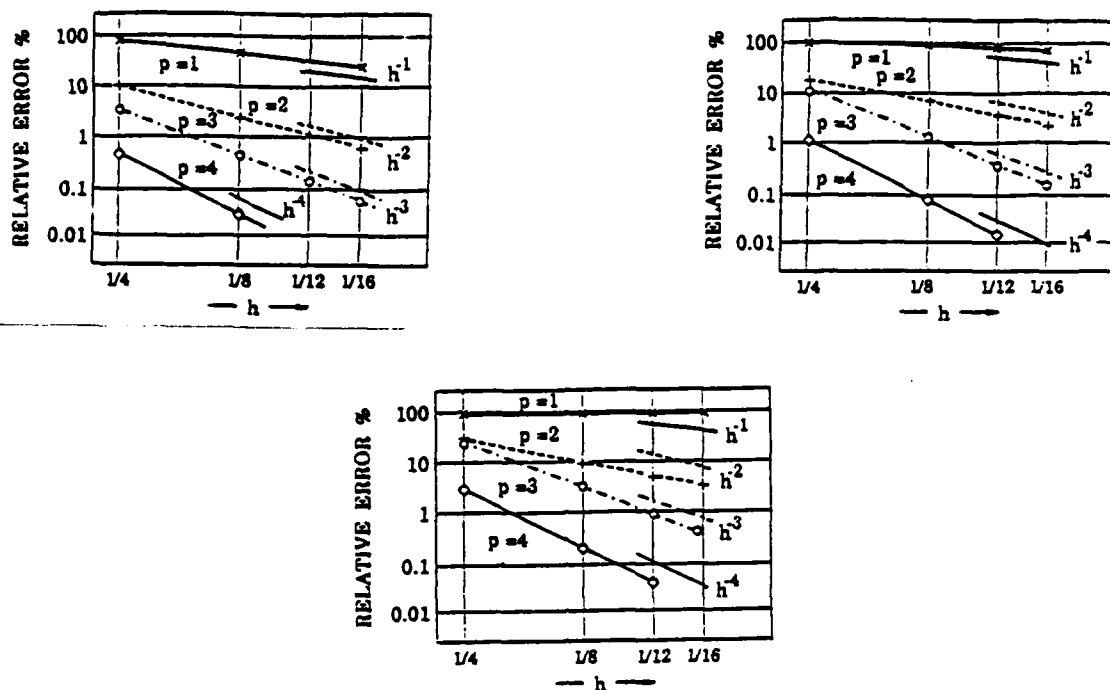 RELATIVE ERROR %
100
10
1
0.1
0.01
p=1
p=2
p=3
p=4
h⁻¹
h⁻²
h⁻³
h⁻⁴
1/4
1/8
1/12
1/16
h
RELATIVE ERROR %
100
10
1
0.1
0.01
p=1
p=2
p=3
p=4
h⁻¹
h⁻²
h⁻³
h⁻⁴
1/4
1/8
1/12
1/16
h
RELATIVE ERROR %
100
10
1
0.1
0.01
p=1
p=2
p=3
p=4
h⁻¹
h⁻²
h⁻³
h⁻⁴
1/4
1/8
1/12
1/16
h